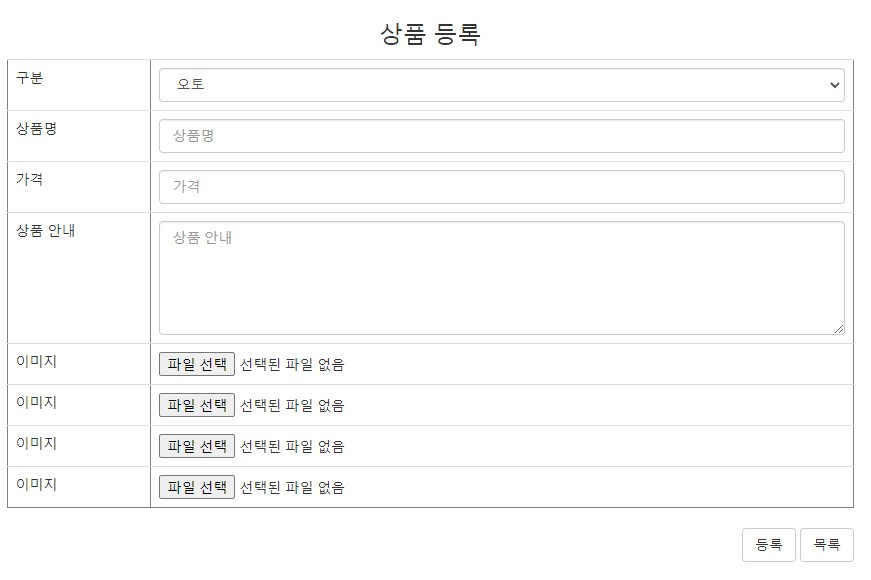 상품 등록
구분 오토
상품명 상품명
가격 가격
상품 안내 상품 안내
이미지 파일 선택 선택된 파일 없음
이미지 파일 선택 선택된 파일 없음
이미지 파일 선택 선택된 파일 없음
이미지 파일 선택 선택된 파일 없음
등록 목록